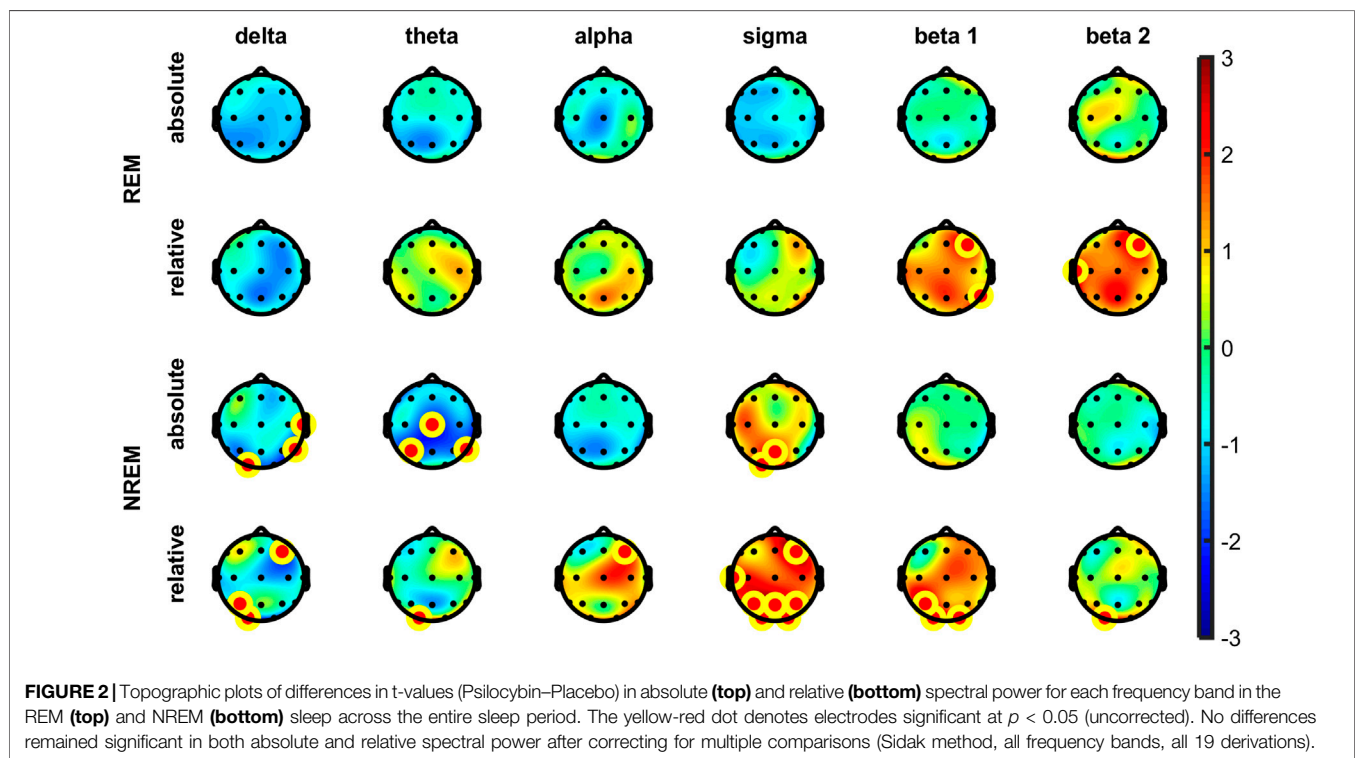 delta theta alpha sigma beta 1 beta 2
absolute
REM
relative
absolute
NREM
relative
3
2
1
0
-1
-2
-3
FIGURE 2 | Topographic plots of differences in t-values (Psilocybin–Placebo) in absolute (top) and relative (bottom) spectral power for each frequency band in the
REM (top) and NREM (bottom) sleep across the entire sleep period. The yellow-red dot denotes electrodes significant at p < 0.05 (uncorrected). No differences
remained significant in both absolute and relative spectral power after correcting for multiple comparisons (Sidak method, all frequency bands, all 19 derivations).